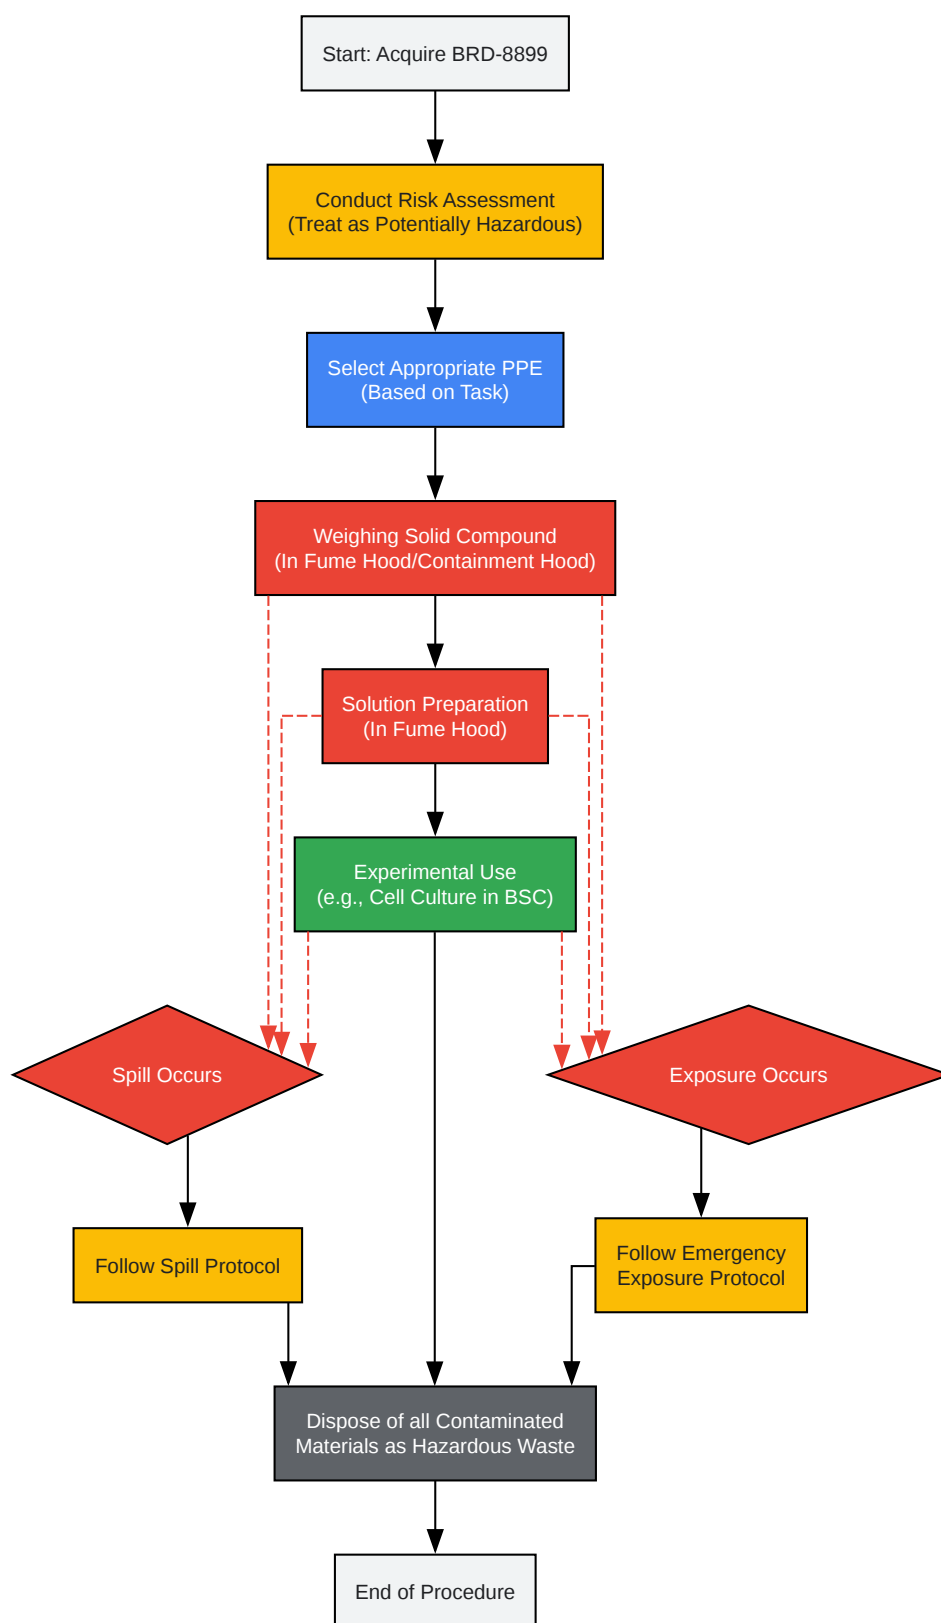 Start: Acquire BRD-8899
Conduct Risk Assessment
(Treat as Potentially Hazardous)
Select Appropriate PPE
(Based on Task)
Weighing Solid Compound
(In Fume Hood/Containment Hood)
Solution Preparation
(In Fume Hood)
Experimental Use
(e.g., Cell Culture in BSC)
Spill Occurs
Exposure Occurs
Follow Spill Protocol
Follow Emergency
Exposure Protocol
Dispose of all Contaminated
Materials as Hazardous Waste
End of Procedure